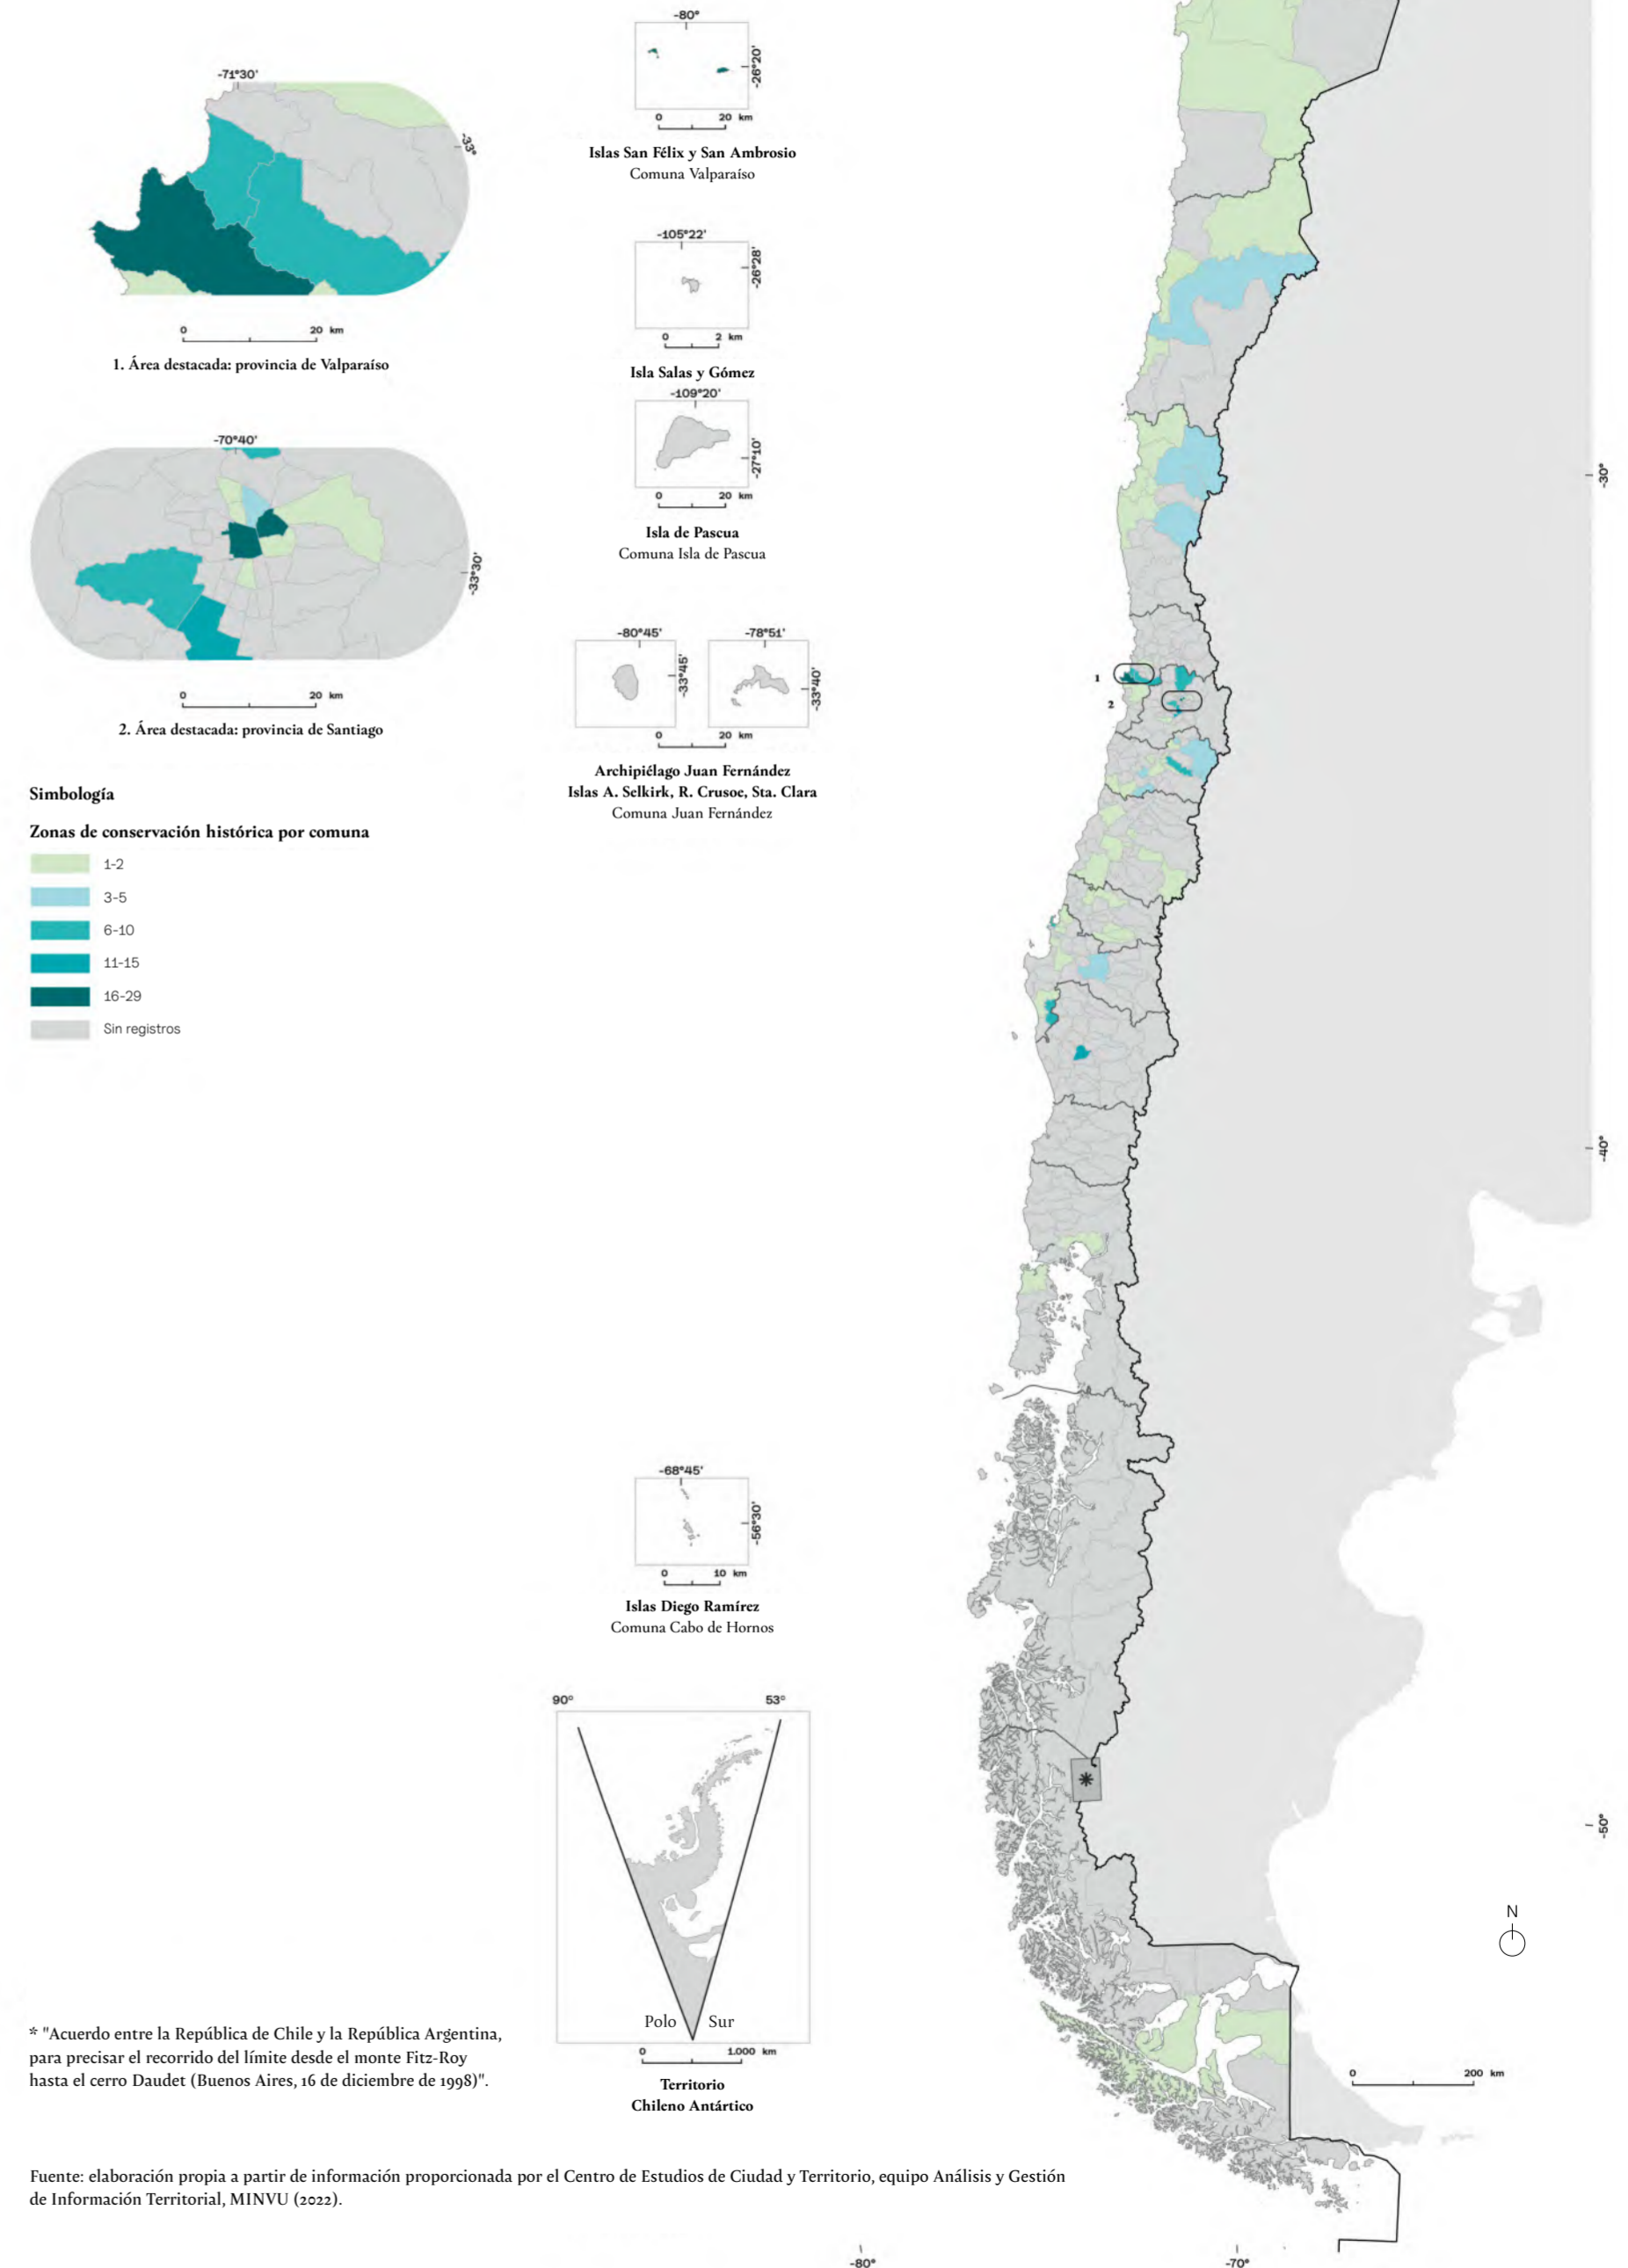 -71°30'
-33°
0 20 km
1. Área destacada: provincia de Valparaíso
-70°40'
-33°30'
0 20 km
2. Área destacada: provincia de Santiago
Simbología
Zonas de conservación histórica por comuna
1-2
3-5
6-10
11-15
16-29
Sin registros
-80°
-26°20'
0 20 km
Islas San Félix y San Ambrosio
Comuna Valparaíso
-105°22'
-26°28'
0 2 km
Isla Salas y Gómez
-109°20'
-27°10'
0 20 km
Isla de Pascua
Comuna Isla de Pascua
-80°45'
-33°45'
-78°51'
-33°40'
0 20 km
Archipiélago Juan Fernández
Islas A. Selkirk, R. Crusoe, Sta. Clara
Comuna Juan Fernández
-68°45'
-56°30'
0 10 km
Islas Diego Ramírez
Comuna Cabo de Hornos
90°
53°
Polo Sur
0 1.000 km
Territorio
Chileno Antártico
1
2
*
-30°
-40°
-50°
N
0 200 km
-80°
-70°
* "Acuerdo entre la República de Chile y la República Argentina,
para precisar el recorrido del límite desde el monte Fitz-Roy
hasta el cerro Daudet (Buenos Aires, 16 de diciembre de 1998)".
Fuente: elaboración propia a partir de información proporcionada por el Centro de Estudios de Ciudad y Territorio, equipo Análisis y Gestión
de Información Territorial, MINVU (2022).